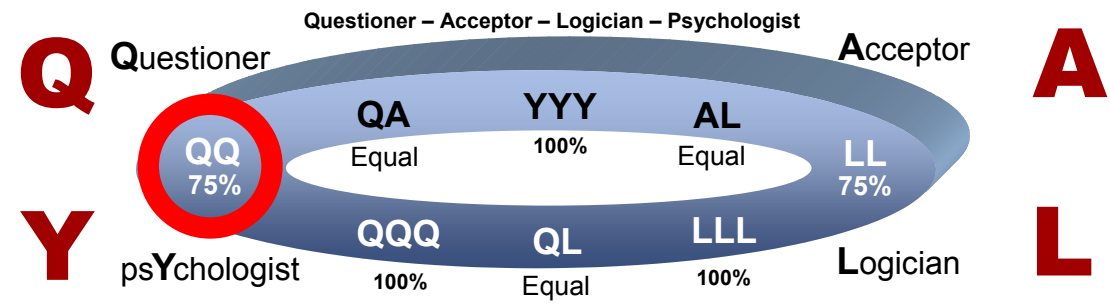 Questioner – Acceptor – Logician – Psychologist
Q
Questioner
Acceptor
A
QA
Equal
YYY
100%
AL
Equal
QQ
75%
LL
75%
QQQ
100%
QL
Equal
LLL
100%
Y
psYchologist
Logician
L